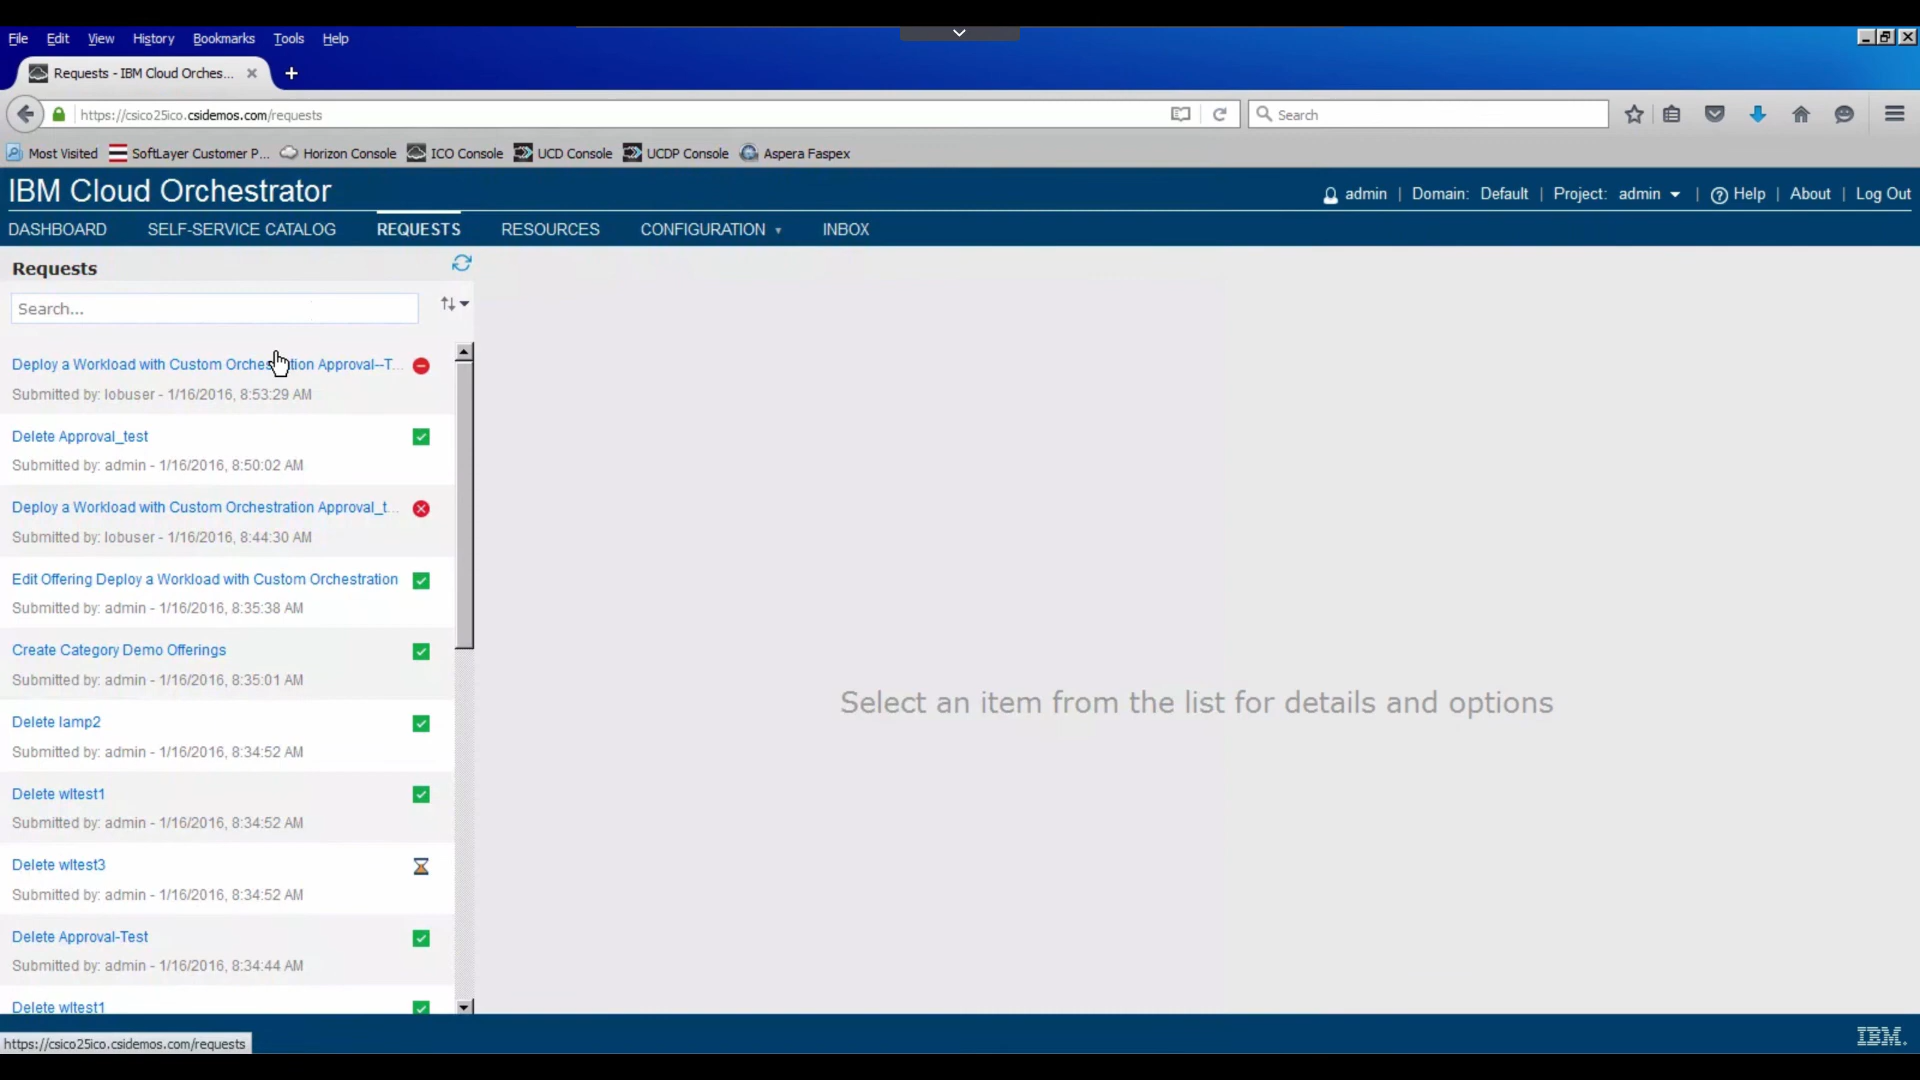 File Edit View History Bookmarks Tools Help
Requests - IBM Cloud Orches...
https://csico25ico.csidemos.com/requests
Search
Most Visited SoftLayer Customer P... Horizon Console ICO Console UCD Console UCDP Console Aspera Faspex
IBM Cloud Orchestrator
admin | Domain: Default | Project: admin | Help | About | Log Out
DASHBOARD SELF-SERVICE CATALOG REQUESTS RESOURCES CONFIGURATION INBOX
Requests
Search...
Deploy a Workload with Custom Orchestration Approval--T...
Submitted by: lobuser - 1/16/2016, 8:53:29 AM
Delete Approval_test
Submitted by: admin - 1/16/2016, 8:50:02 AM
Deploy a Workload with Custom Orchestration Approval_t...
Submitted by: lobuser - 1/16/2016, 8:44:30 AM
Edit Offering Deploy a Workload with Custom Orchestration
Submitted by: admin - 1/16/2016, 8:35:38 AM
Create Category Demo Offerings
Submitted by: admin - 1/16/2016, 8:35:01 AM
Delete lamp2
Submitted by: admin - 1/16/2016, 8:34:52 AM
Delete wltest1
Submitted by: admin - 1/16/2016, 8:34:52 AM
Delete wltest3
Submitted by: admin - 1/16/2016, 8:34:52 AM
Delete Approval-Test
Submitted by: admin - 1/16/2016, 8:34:44 AM
Delete wltest1
Select an item from the list for details and options
https://csico25ico.csidemos.com/requests
IBM.